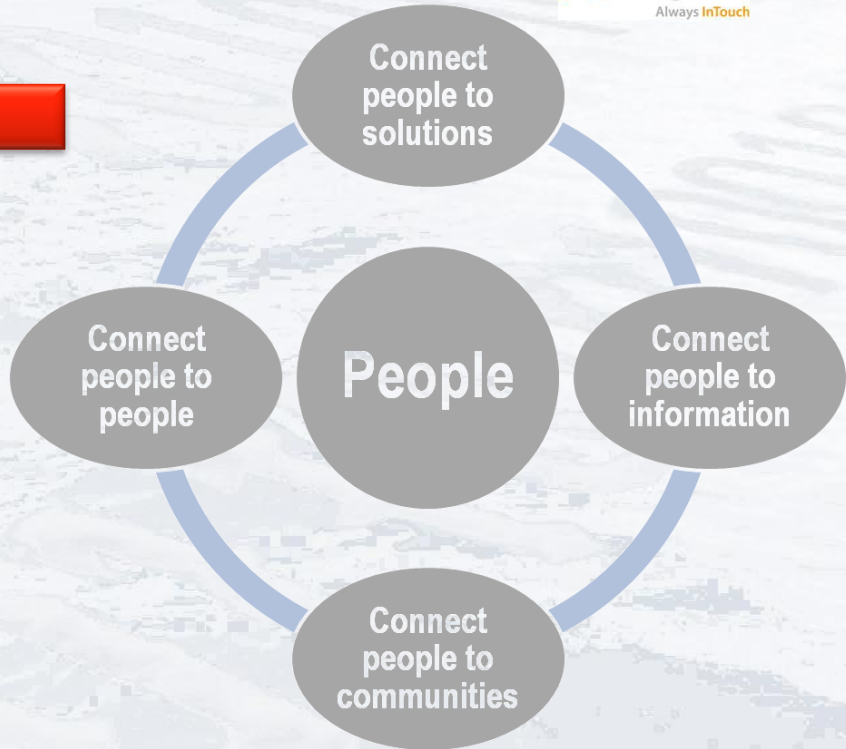 Always InTouch
Connect
people to
solutions
Connect
people to
people
People
Connect
people to
information
Connect
people to
communities